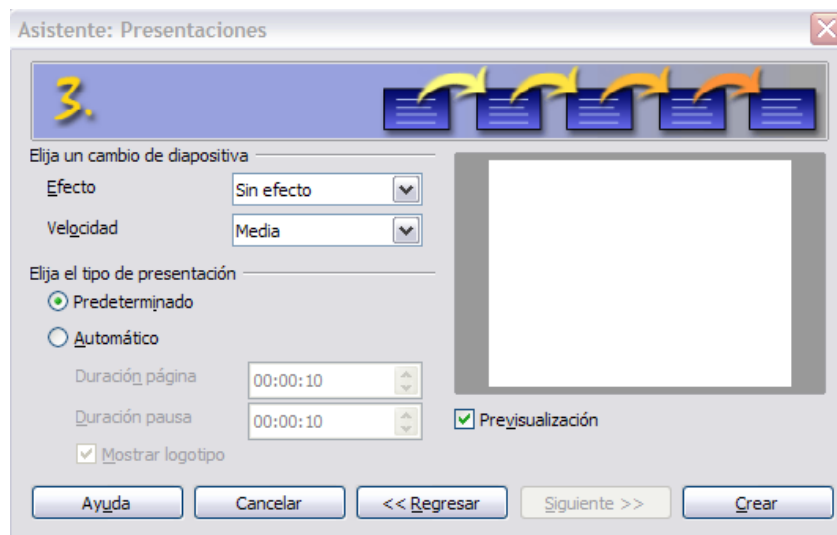 Asistente: Presentaciones
3.
Elija un cambio de diapositiva
Efecto
Sin efecto
Velocidad
Media
Elija el tipo de presentación
Predeterminado
Automático
Duración página
00:00:10
Duración pausa
00:00:10
Mostrar logotipo
Previsualización
Ayuda
Cancelar
<< Regresar
Siguiente >>
Crear